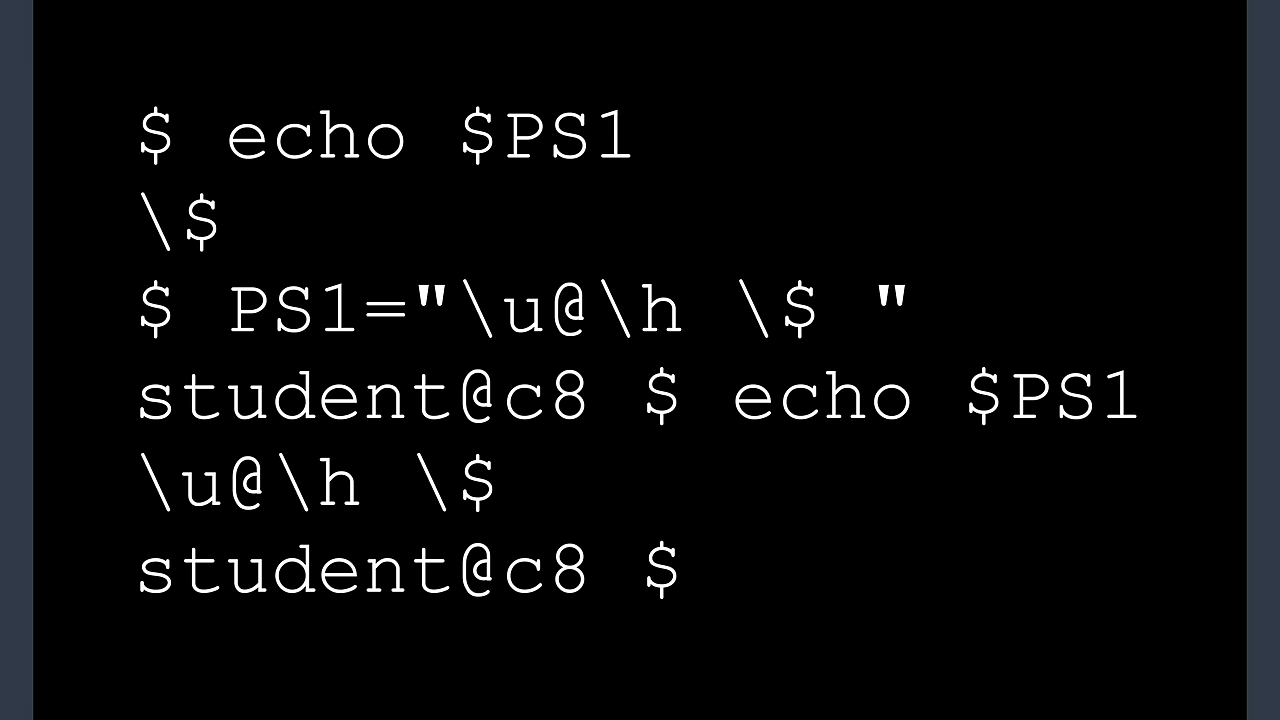 $ echo $PS1
\$
$ PS1="\u@\h \$ "
student@c8 $ echo $PS1
\u@\h \$
student@c8 $